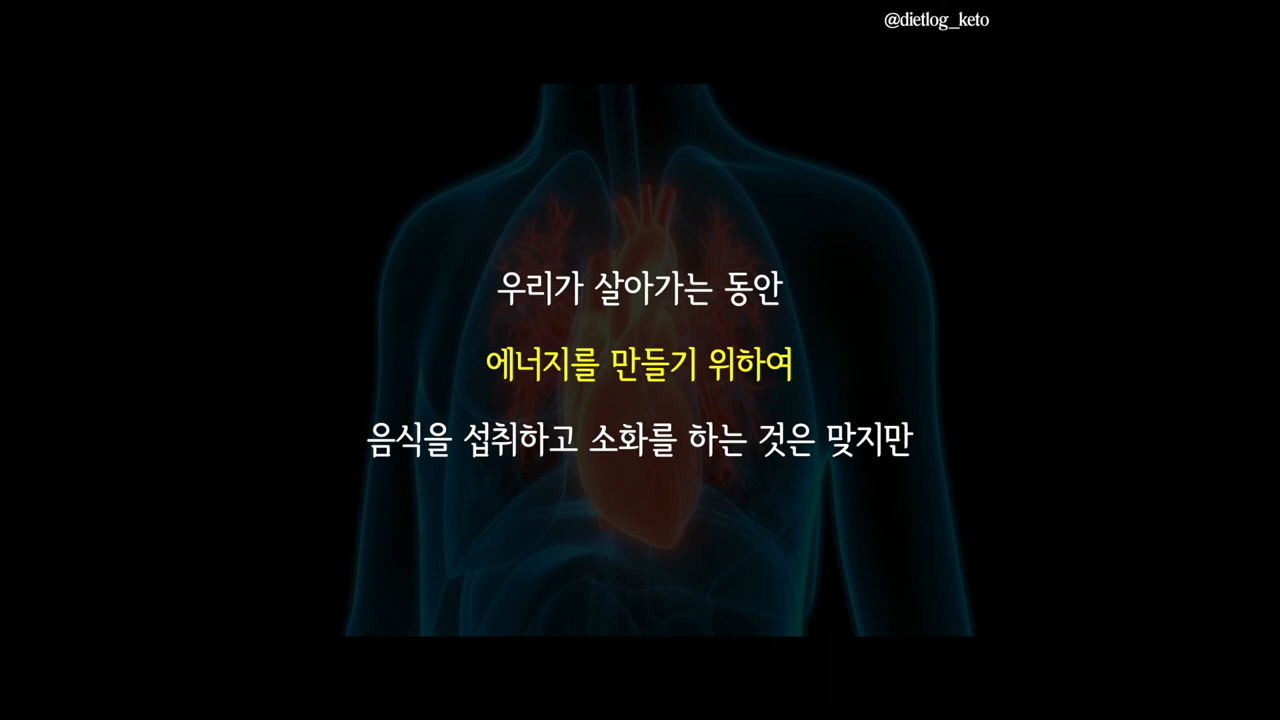 @dietlog_keto
우리가 살아가는 동안
에너지를 만들기 위하여
음식을 섭취하고 소화를 하는 것은 맞지만